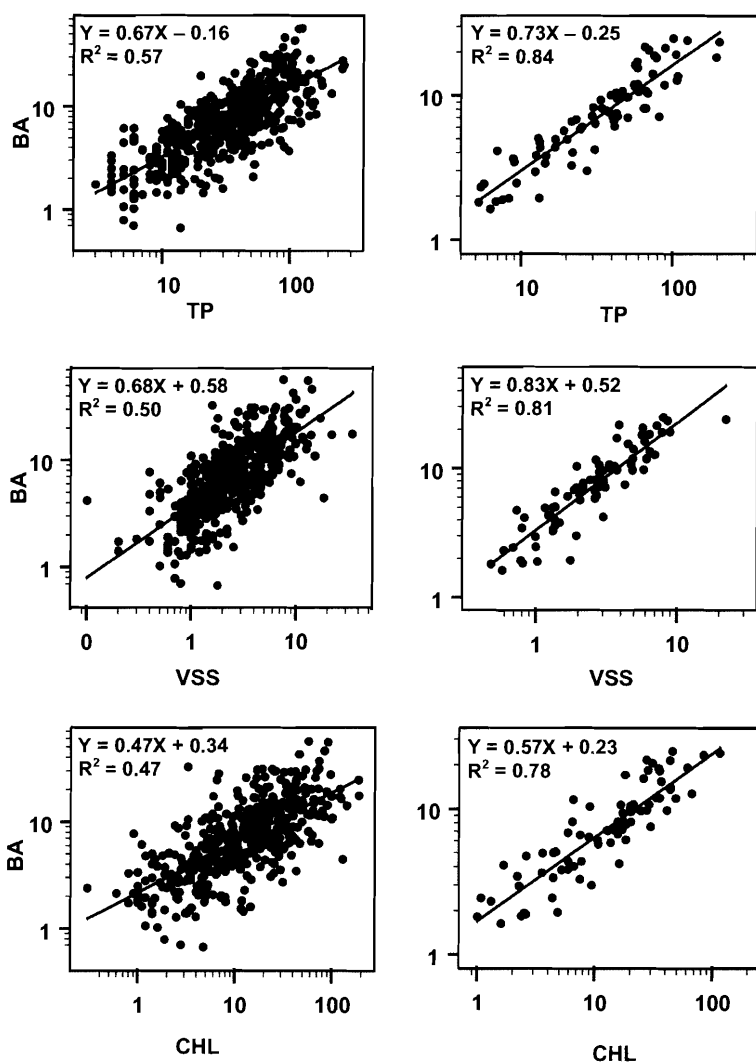 Y = 0.67X – 0.16
R² = 0.57
BA
10
1
10
100
TP
Y = 0.73X – 0.25
R² = 0.84
10
1
10
100
TP
Y = 0.68X + 0.58
R² = 0.50
BA
10
1
0
1
10
VSS
Y = 0.83X + 0.52
R² = 0.81
10
1
1
10
VSS
Y = 0.47X + 0.34
R² = 0.47
BA
10
1
1
10
100
CHL
Y = 0.57X + 0.23
R² = 0.78
10
1
1
10
100
CHL